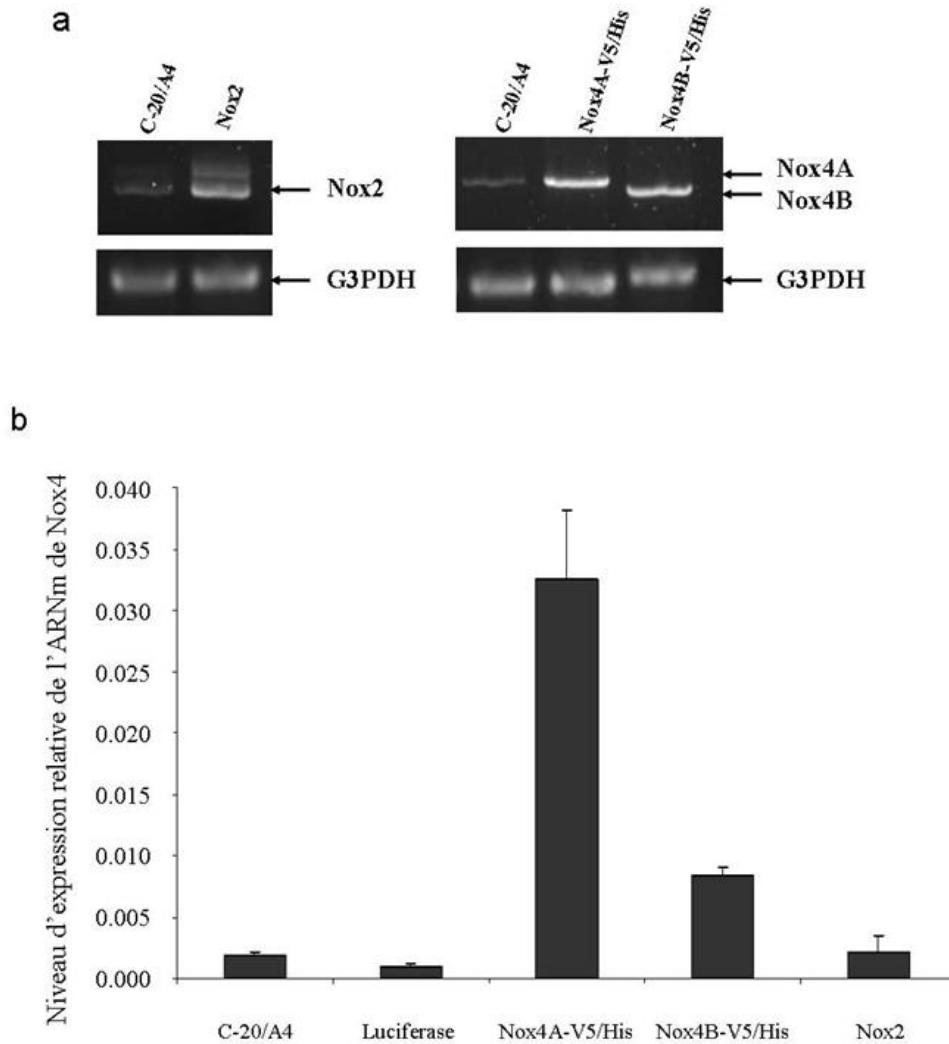 a
C-20/A4
Nox2
Nox2
G3PDH
C-20/A4
Nox4A-V5/His
Nox4B-V5/His
Nox4A
Nox4B
G3PDH
b
Niveau d'expression relative de l'ARNm de Nox4
0.040
0.035
0.030
0.025
0.020
0.015
0.010
0.005
0.000
C-20/A4 Luciferase Nox4A-V5/His Nox4B-V5/His Nox2